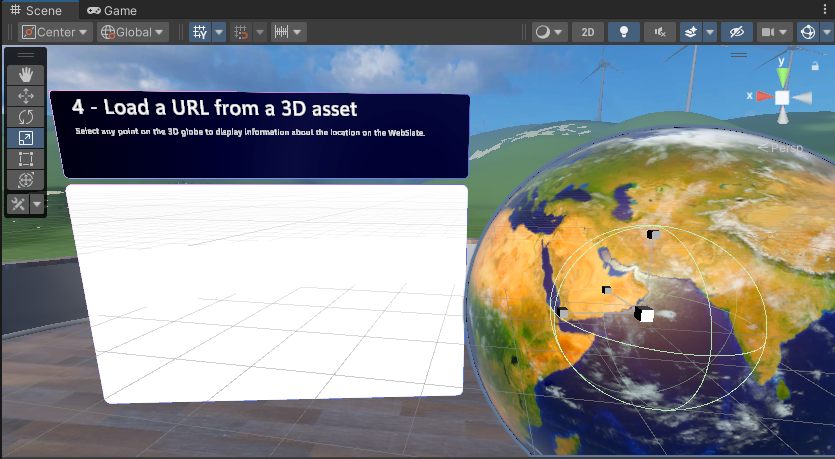 Scene
Game
Center
Global
2D
4 - Load a URL from a 3D asset
Select any point on the 3D globe to display information about the location on the WebSlate.
y
x
Persp